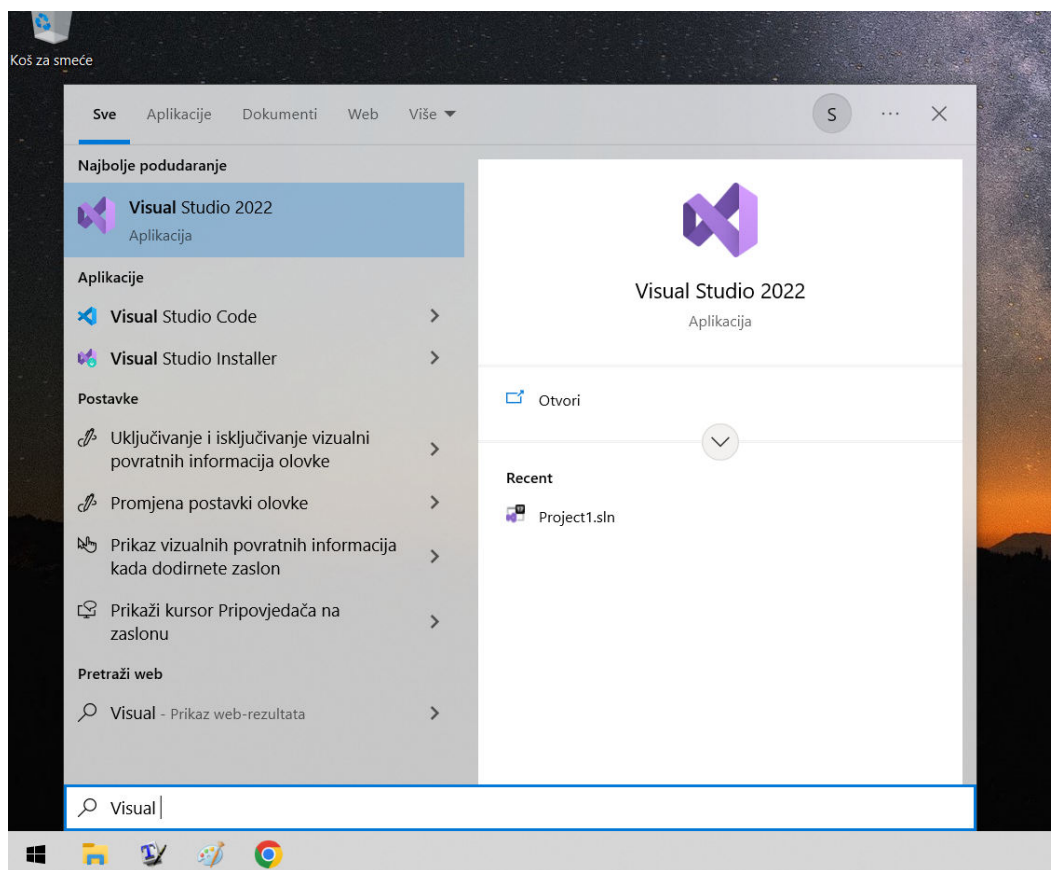 Koš za smeće
Sve Aplikacije Dokumenti Web Više
S
Najbolje podudaranje
Visual Studio 2022
Aplikacija
Aplikacije
Visual Studio Code
Visual Studio Installer
Postavke
Uključivanje i isključivanje vizualni
povratnih informacija olovke
Promjena postavki olovke
Prikaz vizualnih povratnih informacija
kada dodirnete zaslon
Prikaži kursor Pripovjedača na
zaslonu
Pretraži web
Visual - Prikaz web-rezultata
Visual Studio 2022
Aplikacija
Otvori
Recent
Project1.sln
Visual